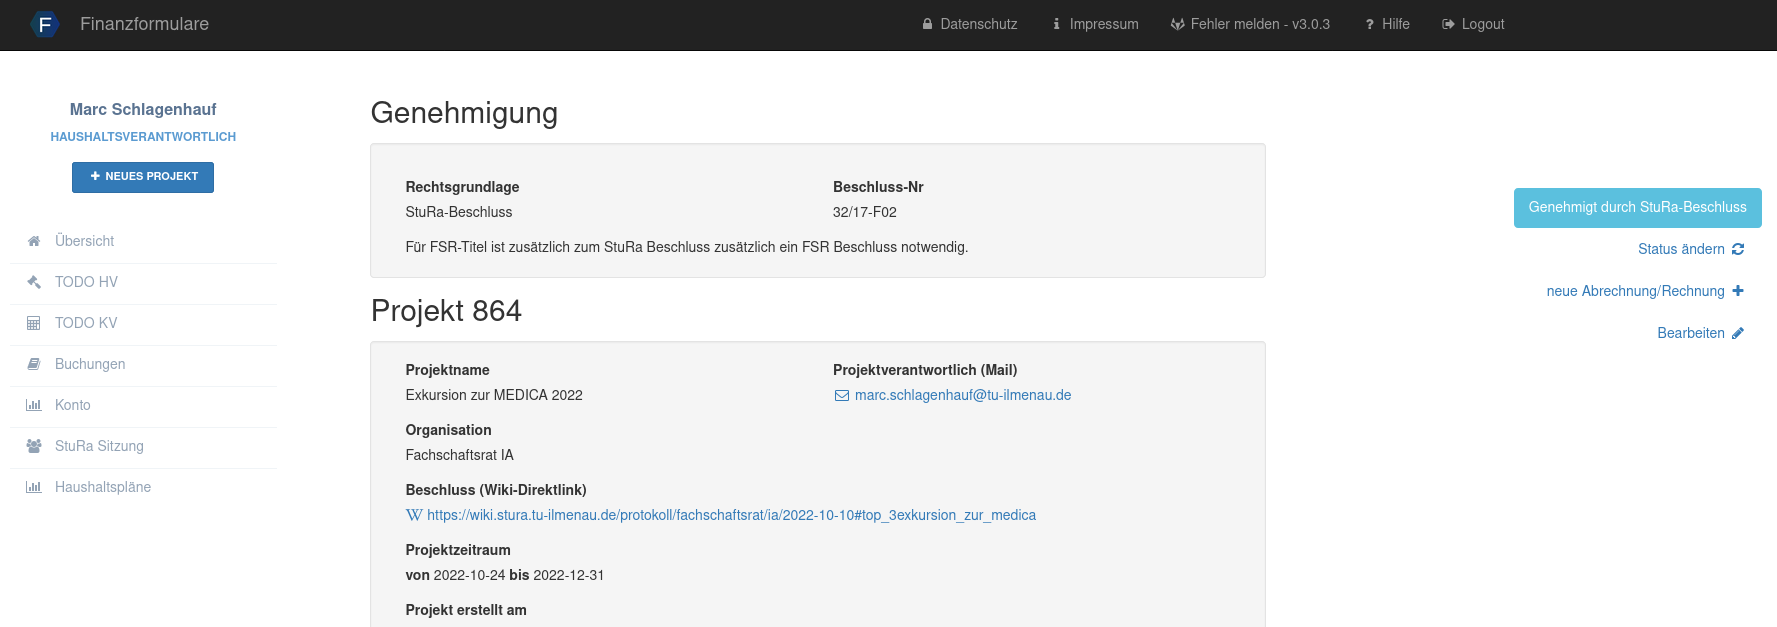 F Finanzformulare
Datenschutz Impressum Fehler melden - v3.0.3 Hilfe Logout
Marc Schlagenhauf
HAUSHALTSVERANTWORTLICH
NEUES PROJEKT
Übersicht
TODO HV
TODO KV
Buchungen
Konto
StuRa Sitzung
Haushaltspläne
Genehmigung
Rechtsgrundlage
StuRa-Beschluss
Beschluss-Nr
32/17-F02
Für FSR-Titel ist zusätzlich zum StuRa Beschluss zusätzlich ein FSR Beschluss notwendig.
Projekt 864
Projektname
Exkursion zur MEDICA 2022
Projektverantwortlich (Mail)
marc.schlagenhauf@tu-ilmenau.de
Organisation
Fachschaftsrat IA
Beschluss (Wiki-Direktlink)
W https://wiki.stura.tu-ilmenau.de/protokoll/fachschaftsrat/ia/2022-10-10#top_3exkursion_zur_medica
Projektzeitraum
von 2022-10-24 bis 2022-12-31
Projekt erstellt am
Genehmigt durch StuRa-Beschluss
Status ändern
neue Abrechnung/Rechnung
Bearbeiten